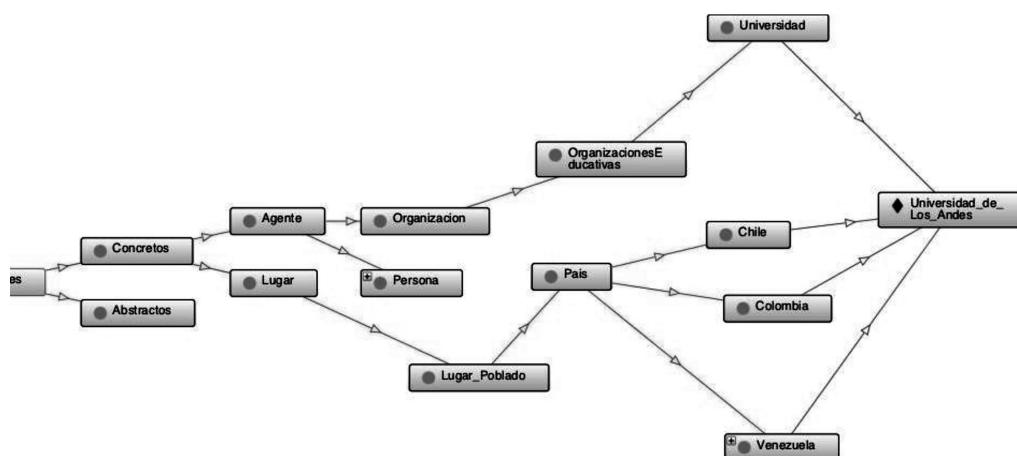 Universidad
OrganizacionesE
ducativas
Universidad_de_
Los_Andes
Agente
Organizacion
Chile
Concretos
es
Lugar
Persona
Pais
Abstractos
Colombia
Lugar_Poblado
Venezuela